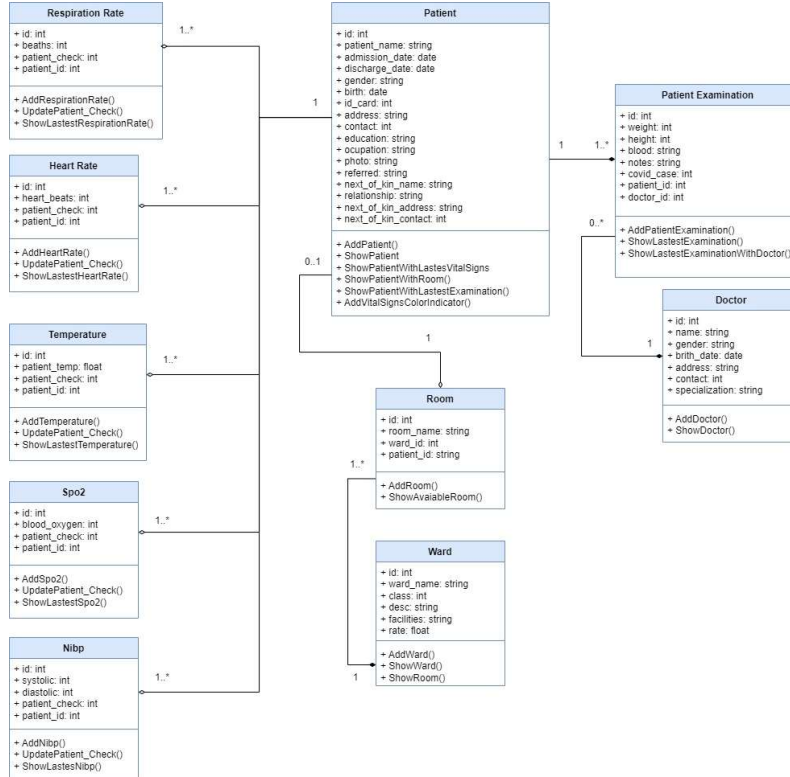 Respiration Rate
+ id: int
+ beaths: int
+ patient_check: int
+ patient_id: int
+ AddRespirationRate()
+ UpdatePatient_Check()
+ ShowLastestRespirationRate()
1..*
Heart Rate
+ id: int
+ heart_beats: int
+ patient_check: int
+ patient_id: int
+ AddHeartRate()
+ UpdatePatient_Check()
+ ShowLastestHeartRate()
1..*
Temperature
+ id: int
+ patient_temp: float
+ patient_check: int
+ patient_id: int
+ AddTemperature()
+ UpdatePatient_Check()
+ ShowLastestTemperature()
1..*
Spo2
+ id: int
+ blood_oxygen: int
+ patient_check: int
+ patient_id: int
+ AddSpo2()
+ UpdatePatient_Check()
+ ShowLastestSpo2()
1..*
Nibp
+ id: int
+ systolic: int
+ diastolic: int
+ patient_check: int
+ patient_id: int
+ AddNibp()
+ UpdatePatient_Check()
+ ShowLastesNibp()
1..*
Patient
+ id: int
+ patient_name: string
+ admission_date: date
+ discharge_date: date
+ gender: string
+ birth: date
+ id_card: int
+ address: string
+ contact: int
+ education: string
+ ocupation: string
+ photo: string
+ referred: string
+ next_of_kin_name: string
+ relationship: string
+ next_of_kin_address: string
+ next_of_kin_contact: int
+ AddPatient()
+ ShowPatient
+ ShowPatientWithLastesVitalSigns
+ ShowPatientWithRoom()
+ ShowPatientWithLastestExamination()
+ AddVitalSignsColorIndicator()
1
0..1
1
1
1..*
Patient Examination
+ id: int
+ weight: int
+ height: int
+ blood: string
+ notes: string
+ covid_case: int
+ patient_id: int
+ doctor_id: int
+ AddPatientExamination()
+ ShowLastestExamination()
+ ShowLastestExaminationWithDoctor()
0..*
1
Doctor
+ id: int
+ name: string
+ gender: string
+ brith_date: date
+ address: string
+ contact: int
+ specialization: string
+ AddDoctor()
+ ShowDoctor()
Room
+ id: int
+ room_name: string
+ ward_id: int
+ patient_id: string
+ AddRoom()
+ ShowAvaiableRoom()
1..*
1
Ward
+ id: int
+ ward_name: string
+ class: int
+ desc: string
+ facilities: string
+ rate: float
+ AddWard()
+ ShowWard()
+ ShowRoom()